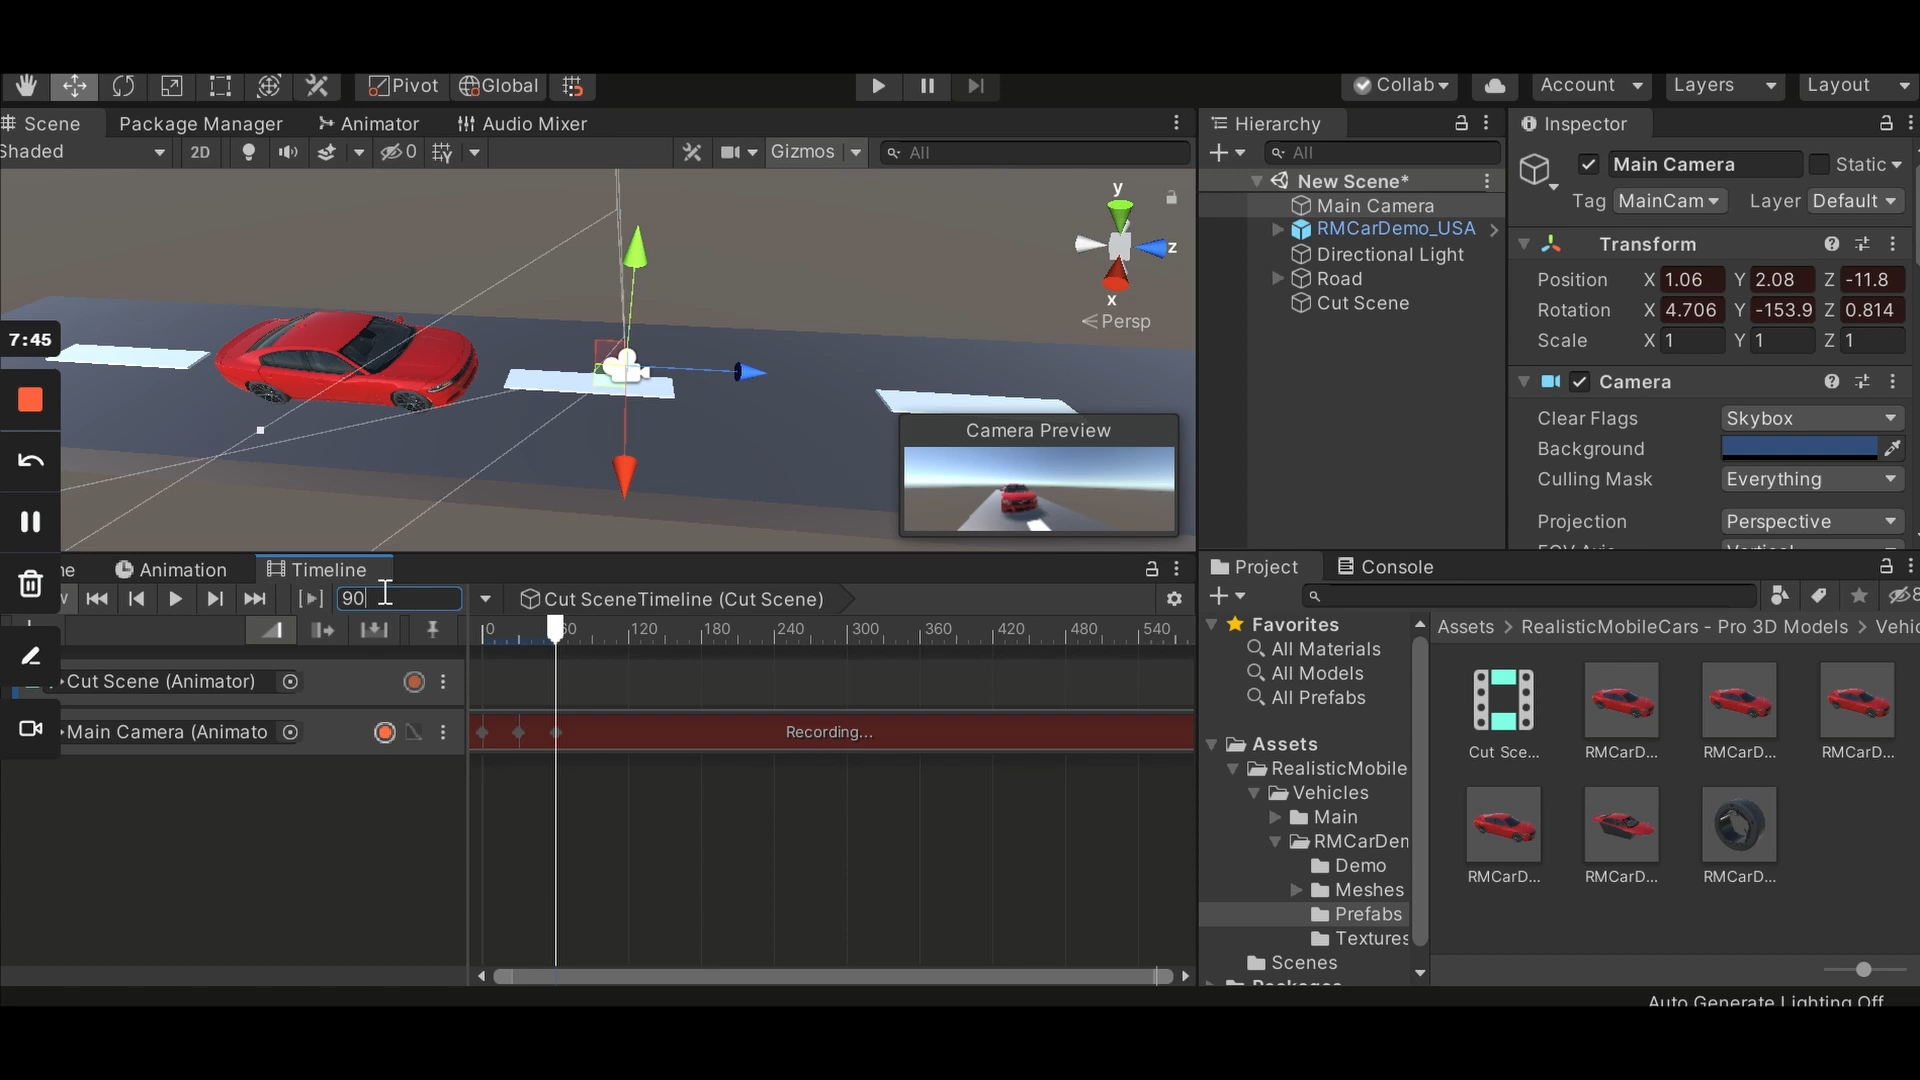 Pivot Global Collab Account Layers Layout
Scene Package Manager Animator Audio Mixer
Shaded 2D 0 Gizmos All
y
z
x
Persp
7:45
Camera Preview
Hierarchy
All
New Scene*
Main Camera
RMCarDemo_USA
Directional Light
Road
Cut Scene
Inspector
Main Camera Static
Tag MainCam Layer Default
Transform
Position X 1.06 Y 2.08 Z -11.8
Rotation X 4.706 Y -153.9 Z 0.814
Scale X 1 Y 1 Z 1
Camera
Clear Flags Skybox
Background
Culling Mask Everything
Projection Perspective
Animation Timeline
90 Cut SceneTimeline (Cut Scene)
0 60 120 180 240 300 360 420 480 540
Cut Scene (Animator)
Main Camera (Animato Recording...
Project Console
Favorites
All Materials
All Models
All Prefabs
Assets
RealisticMobile
Vehicles
Main
RMCarDen
Demo
Meshes
Prefabs
Textures
Scenes
Assets > RealisticMobileCars - Pro 3D Models > Vehic
Cut Sce... RMCarD... RMCarD... RMCarD...
RMCarD... RMCarD... RMCarD...
Auto Generate Lighting Off